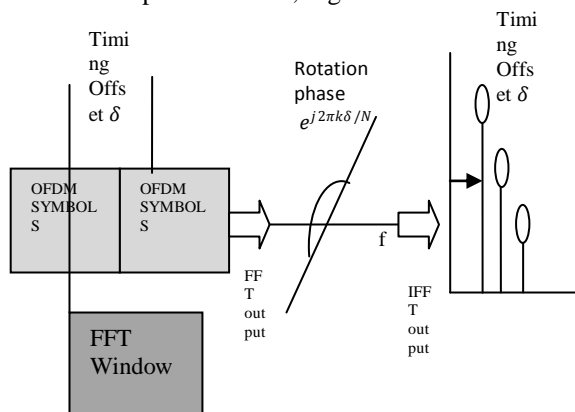 Timi
ng
Offs
et δ
Rotation
phase
e^{j2πkδ/N}
Timi
ng
Offs
et δ
OFDM
SYMBOL
S
OFDM
SYMBOL
S
f
FF
T
out
put
IFF
T
out
put
FFT
Window